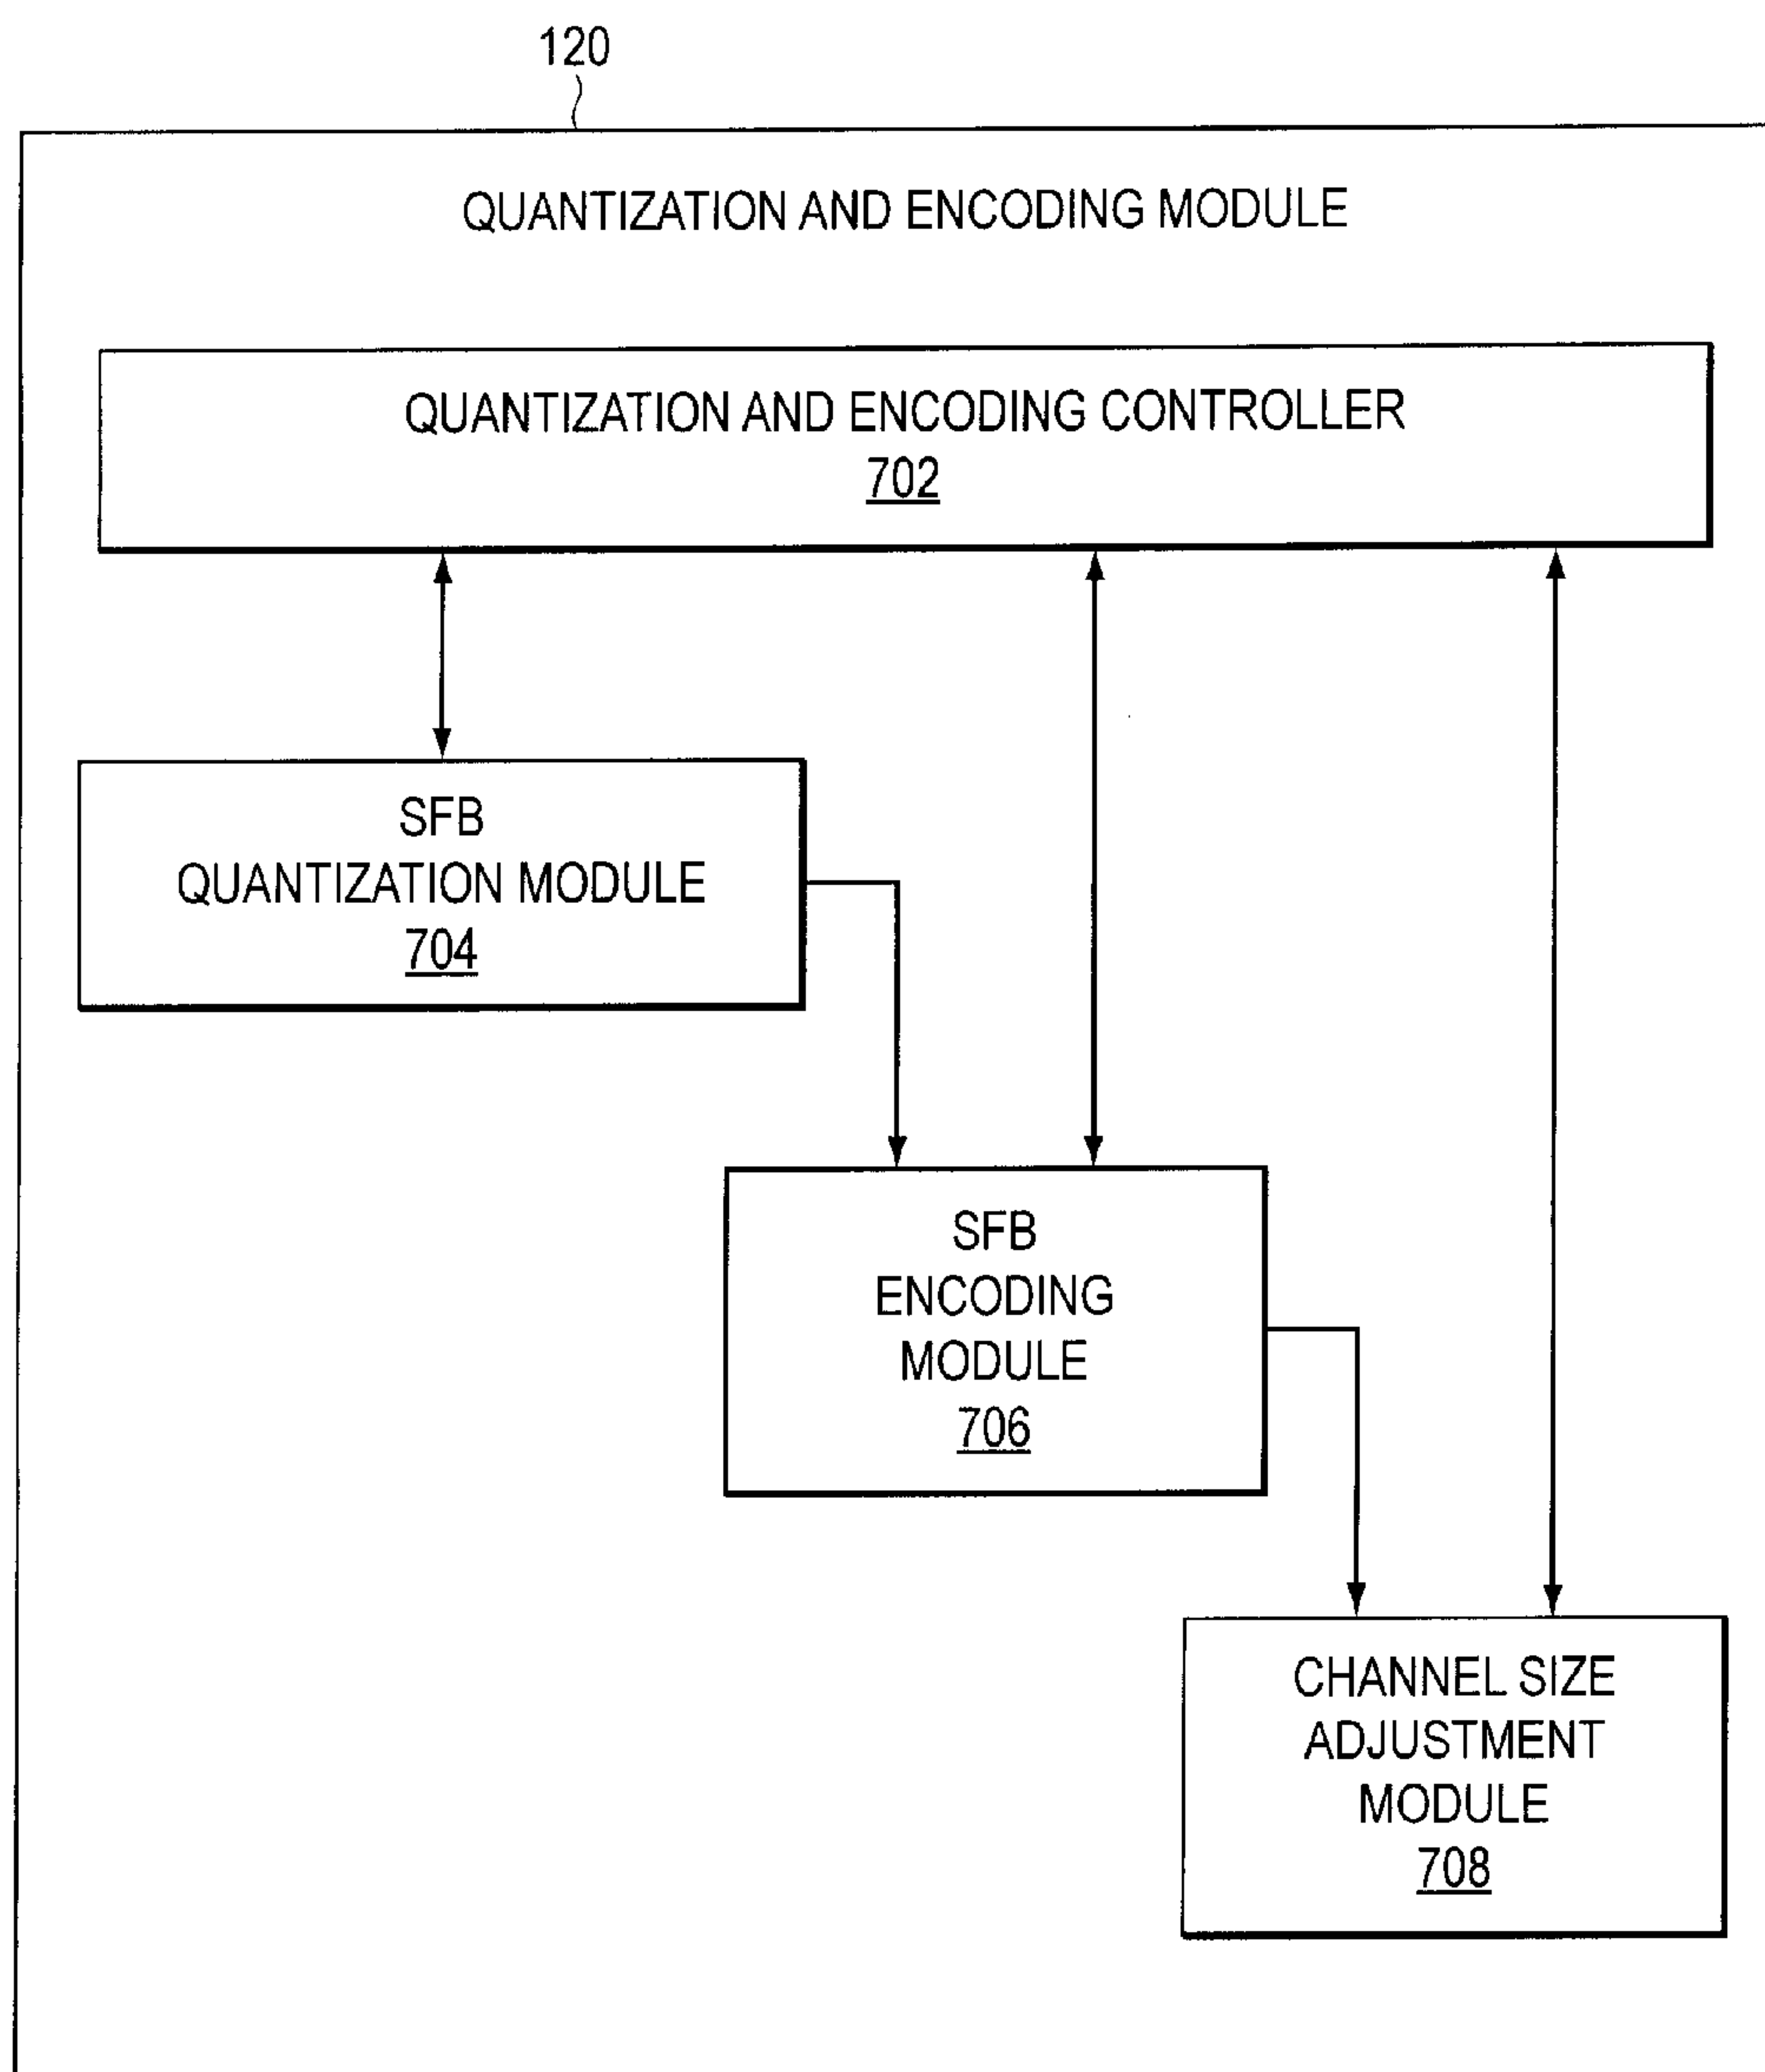 120
QUANTIZATION AND ENCODING MODULE
QUANTIZATION AND ENCODING CONTROLLER
702
SFB
QUANTIZATION MODULE
704
SFB
ENCODING
MODULE
706
CHANNEL SIZE
ADJUSTMENT
MODULE
708